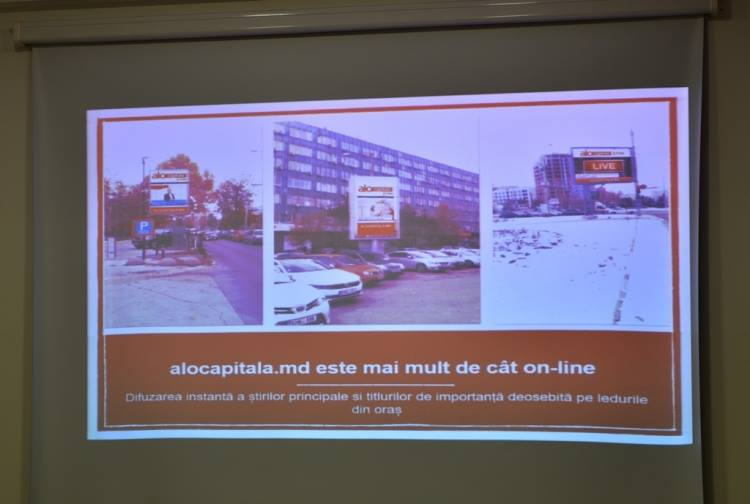 P
LIVE
alocapitala.md este mai mult de cât on-line
Difuzarea instantă a știrilor principale si titlurilor de importanță deosebită pe ledurile
din oraș